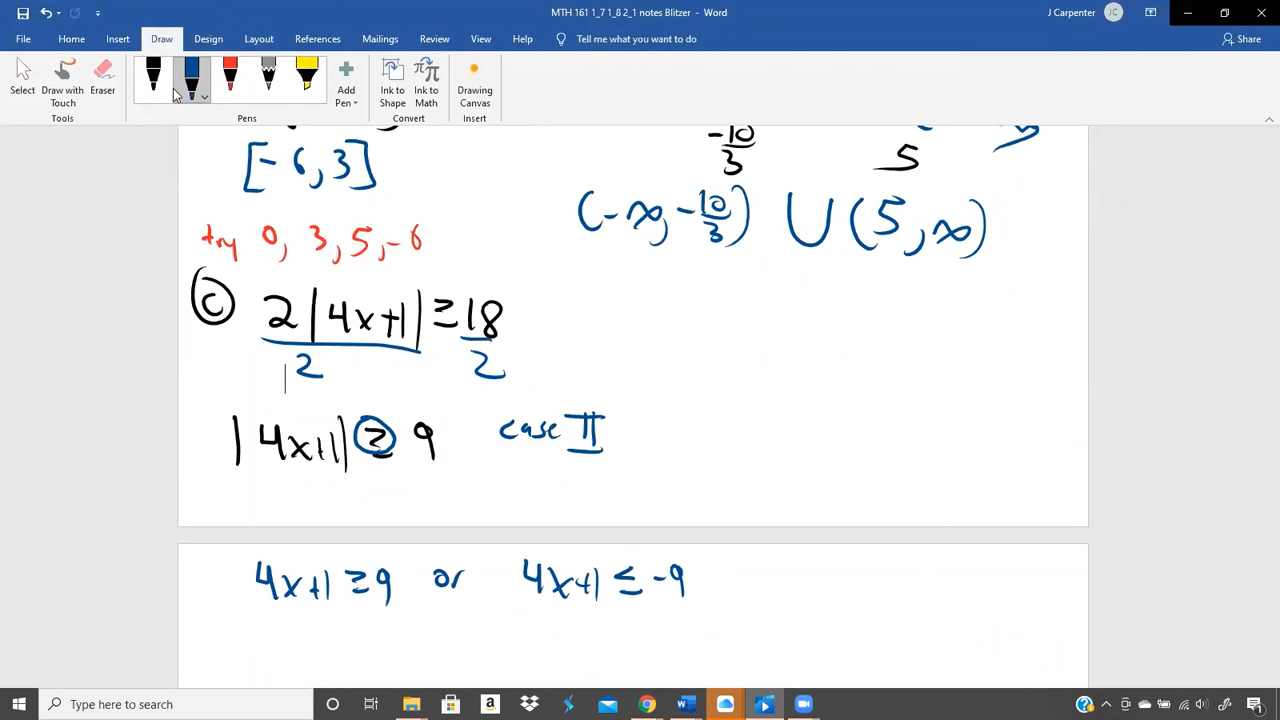 MTH 161 1_7 1_8 2_1 notes Blitzer - Word
J Carpenter JC
File Home Insert Draw Design Layout References Mailings Review View Help Tell me what you want to do Share
Select Draw with Touch Eraser Add Pen Ink to Shape Ink to Math Drawing Canvas
Tools Pens Convert Insert
-10/3 5
[-6, 3]
(-∞, -10/3) ∪ (5, ∞)
try 0, 3, 5, -6
c 2|4x+1| ≥ 18
2 2
|4x+1| ≥ 9 case II
4x+1 ≥ 9 or 4x+1 ≤ -9
Type here to search